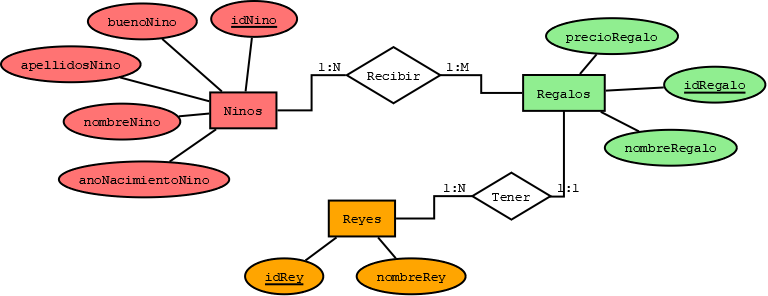 buenoNino
idNino
precioRegalo
apellidosNino
1:N
Recibir
1:M
idRegalo
Regalos
Ninos
nombreNino
nombreRegalo
anoNacimientoNino
1:N
Tener
1:1
Reyes
idRey
nombreRey